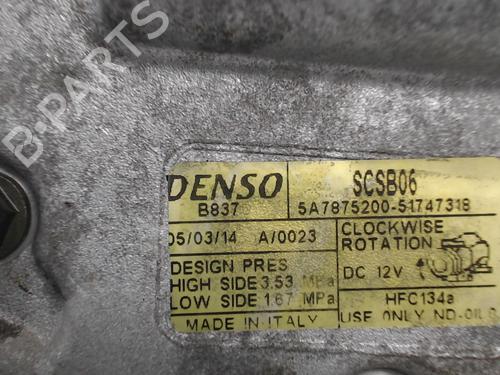 B-PARTS
DENSO
B837
SCSB06
5A7875200-51747318
05/03/14 A/0023
CLOCKWISE
ROTATION
DESIGN PRES
HIGH SIDE 3.53 MPa
LOW SIDE 1.67 MPa
DC 12V
HFC134a
MADE IN ITALY
USE ONLY ND-OIL 8